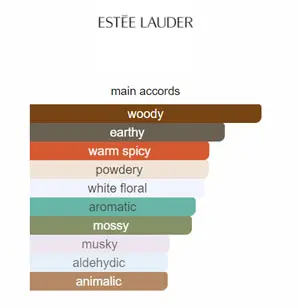 ESTĒE LAUDER
main accords
woody
earthy
warm spicy
powdery
white floral
aromatic
mossy
musky
aldehydic
animalic